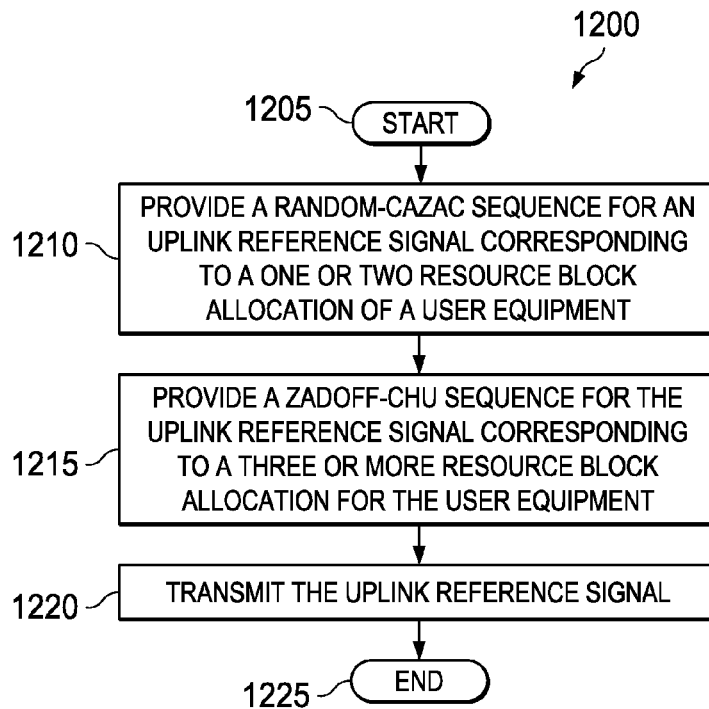 1200
1205
START
1210
PROVIDE A RANDOM-CAZAC SEQUENCE FOR AN
UPLINK REFERENCE SIGNAL CORRESPONDING
TO A ONE OR TWO RESOURCE BLOCK
ALLOCATION OF A USER EQUIPMENT
1215
PROVIDE A ZADOFF-CHU SEQUENCE FOR THE
UPLINK REFERENCE SIGNAL CORRESPONDING
TO A THREE OR MORE RESOURCE BLOCK
ALLOCATION FOR THE USER EQUIPMENT
1220
TRANSMIT THE UPLINK REFERENCE SIGNAL
1225
END